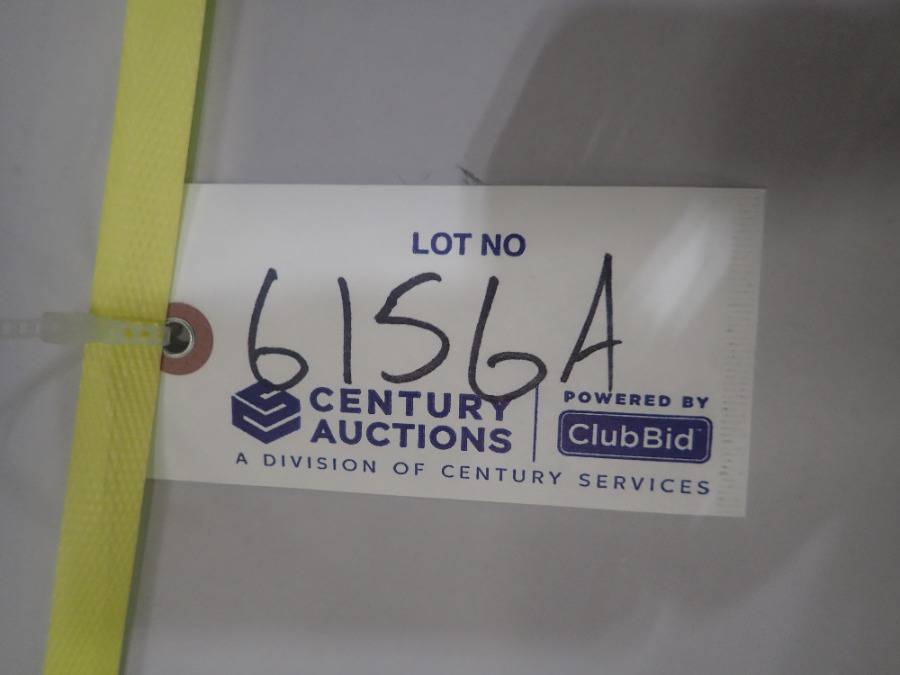 LOT NO
6156A
CENTURY
AUCTIONS
POWERED BY
ClubBid
A DIVISION OF CENTURY SERVICES